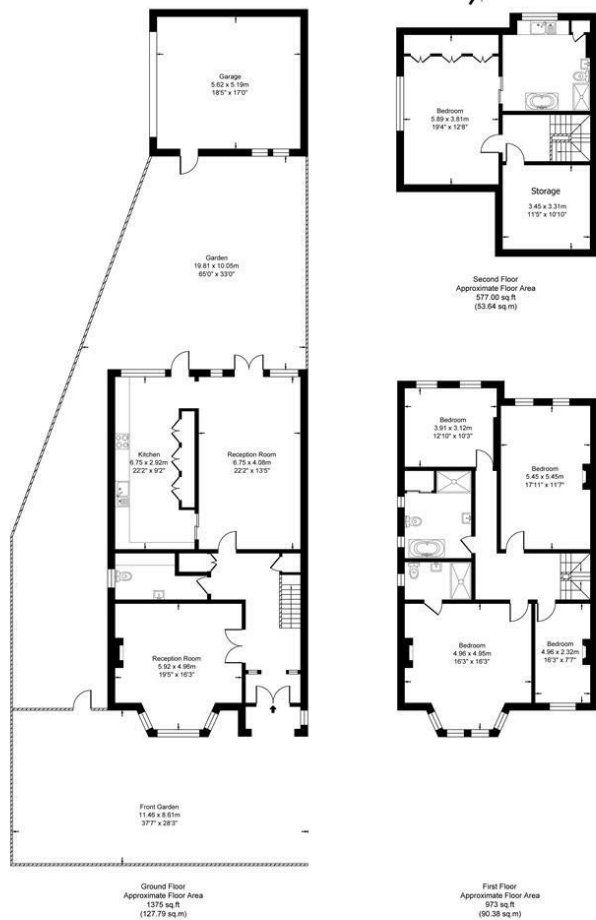 Garage
5.62 x 5.19m
18'5" x 17'0"
Garden
19.81 x 10.05m
65'0" x 33'0"
Kitchen
6.75 x 2.92m
22'2" x 9'2"
Reception Room
6.75 x 4.08m
22'2" x 13'5"
Reception Room
5.92 x 4.96m
19'5" x 16'3"
Front Garden
11.46 x 8.61m
37'7" x 28'3"
Ground Floor
Approximate Floor Area
1375 sq.ft
(127.79 sq.m)
Bedroom
5.89 x 3.81m
19'4" x 12'8"
Storage
3.45 x 3.31m
11'5" x 10'10"
Second Floor
Approximate Floor Area
577.00 sq.ft
(53.64 sq.m)
Bedroom
3.91 x 3.12m
12'10" x 10'3"
Bedroom
5.45 x 5.45m
17'11" x 11'7"
Bedroom
4.96 x 4.95m
16'3" x 16'3"
Bedroom
4.96 x 2.32m
16'3" x 7'7"
First Floor
Approximate Floor Area
973 sq.ft
(90.38 sq.m)